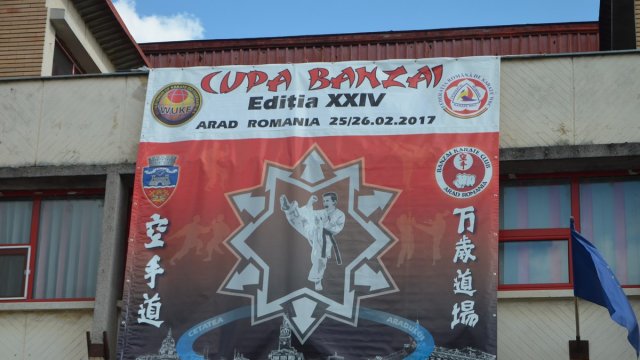 CUPA BANZAI
Ediția XXIV
ARAD ROMANIA 25/26.02.2017
WUKF
BANZAI KARATE CLUB
ARAD-ROMANIA
空手道
万歳道場
CETATEA
ARADULUI